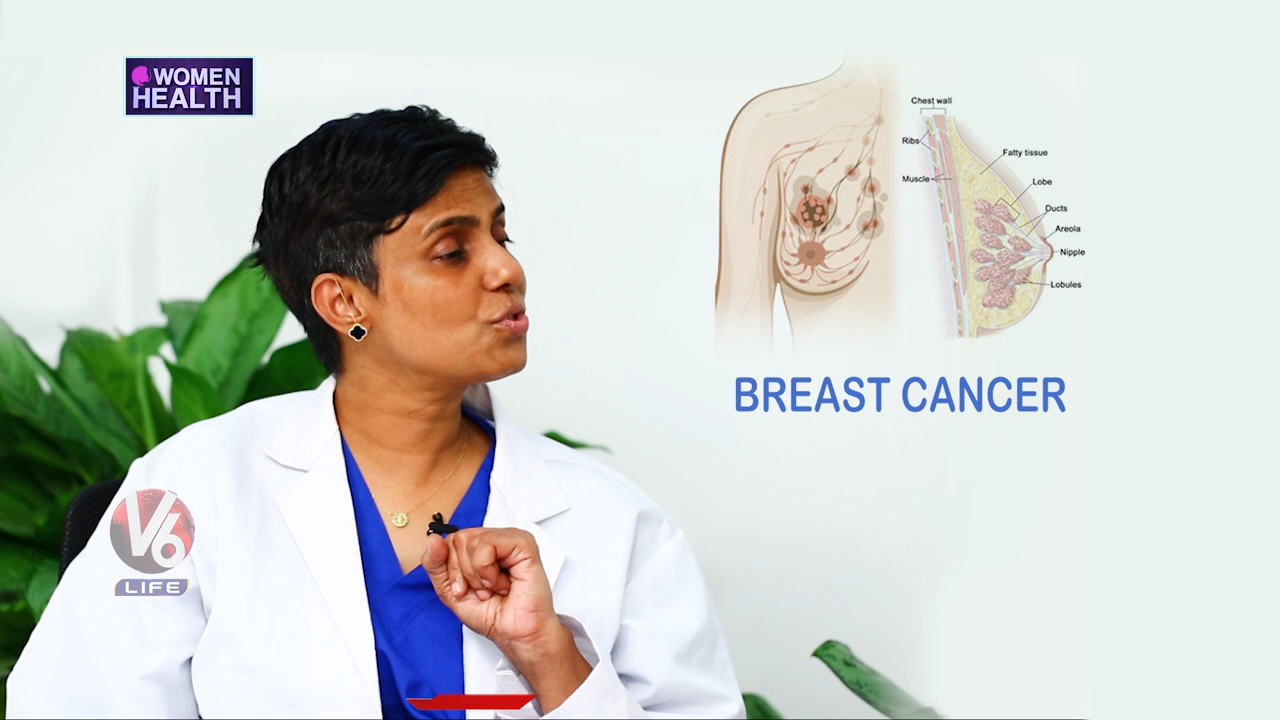 WOMEN
HEALTH
Chest wall
Ribs
Fatty tissue
Muscle
Lobe
Ducts
Areola
Nipple
Lobules
BREAST CANCER
V6
LIFE